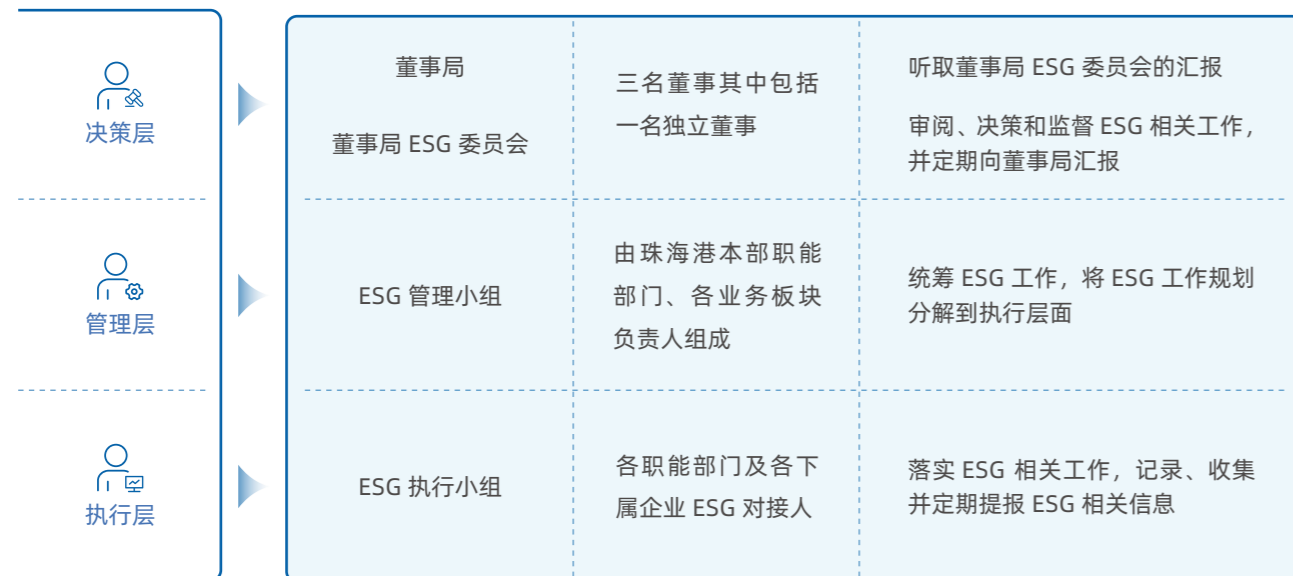 决策层
董事局
董事局 ESG 委员会
三名董事其中包括
一名独立董事
听取董事局 ESG 委员会的汇报
审阅、决策和监督 ESG 相关工作，
并定期向董事局汇报
管理层
ESG 管理小组
由珠海港本部职能
部门、各业务板块
负责人组成
统筹 ESG 工作，将 ESG 工作规划
分解到执行层面
执行层
ESG 执行小组
各职能部门及各下
属企业 ESG 对接人
落实 ESG 相关工作，记录、收集
并定期提报 ESG 相关信息